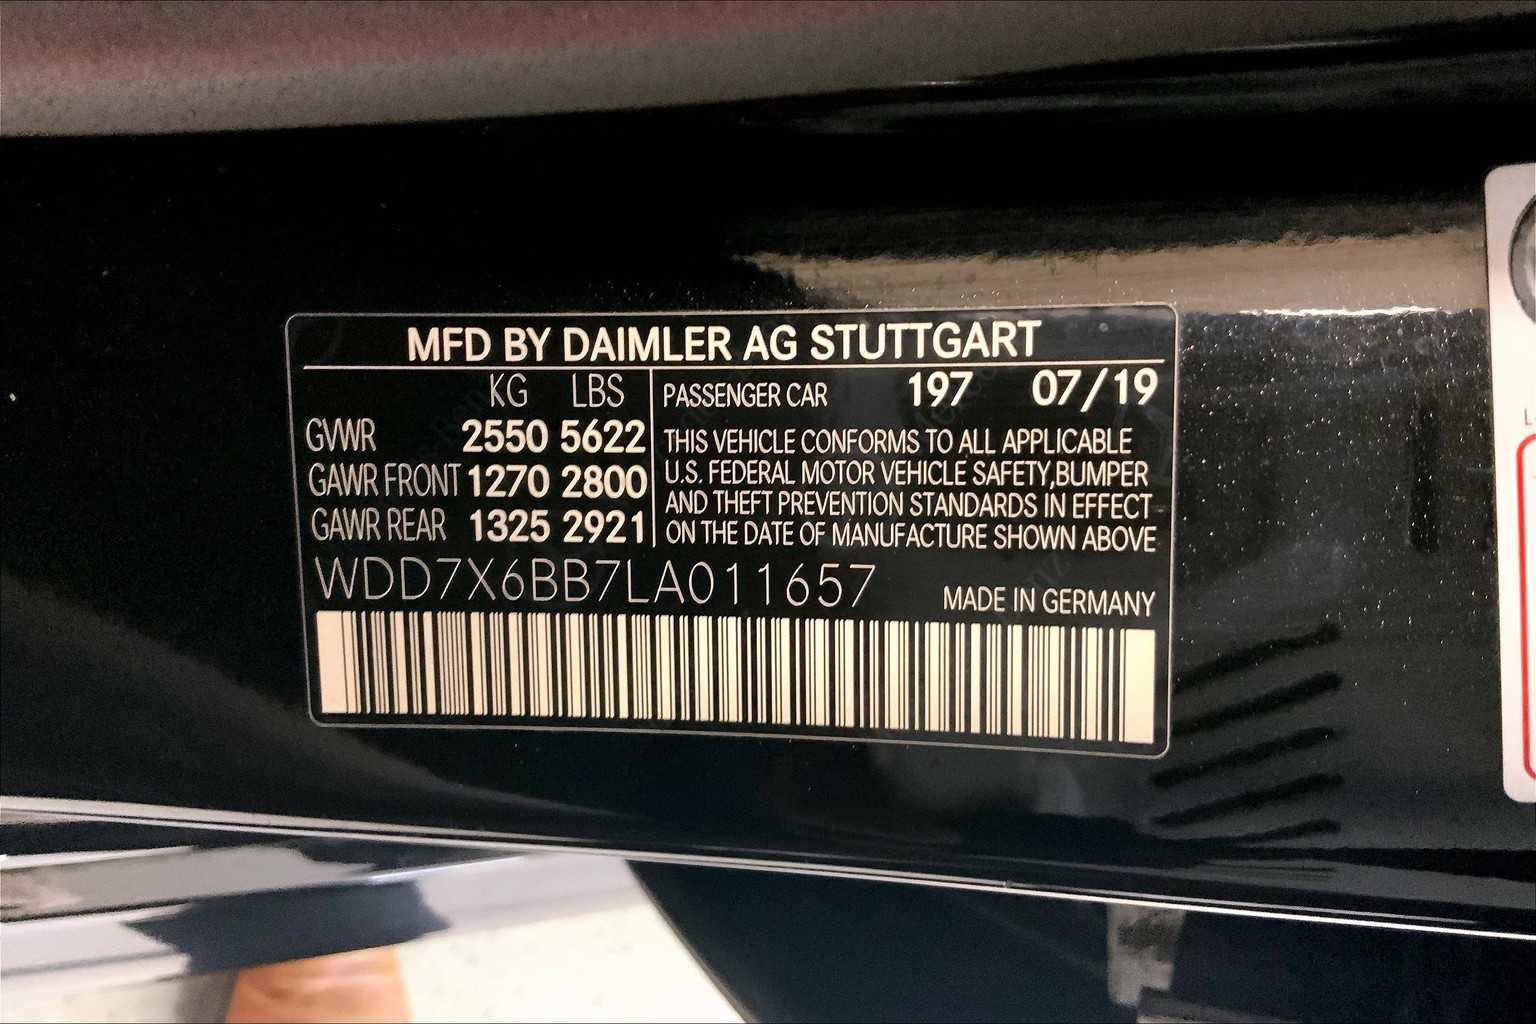 MFD BY DAIMLER AG STUTTGART
KG LBS
GVWR 2550 5622
GAWR FRONT 1270 2800
GAWR REAR 1325 2921
PASSENGER CAR 197 07/19
THIS VEHICLE CONFORMS TO ALL APPLICABLE
U.S. FEDERAL MOTOR VEHICLE SAFETY,BUMPER
AND THEFT PREVENTION STANDARDS IN EFFECT
ON THE DATE OF MANUFACTURE SHOWN ABOVE
WDD7X6BB7LA011657
MADE IN GERMANY